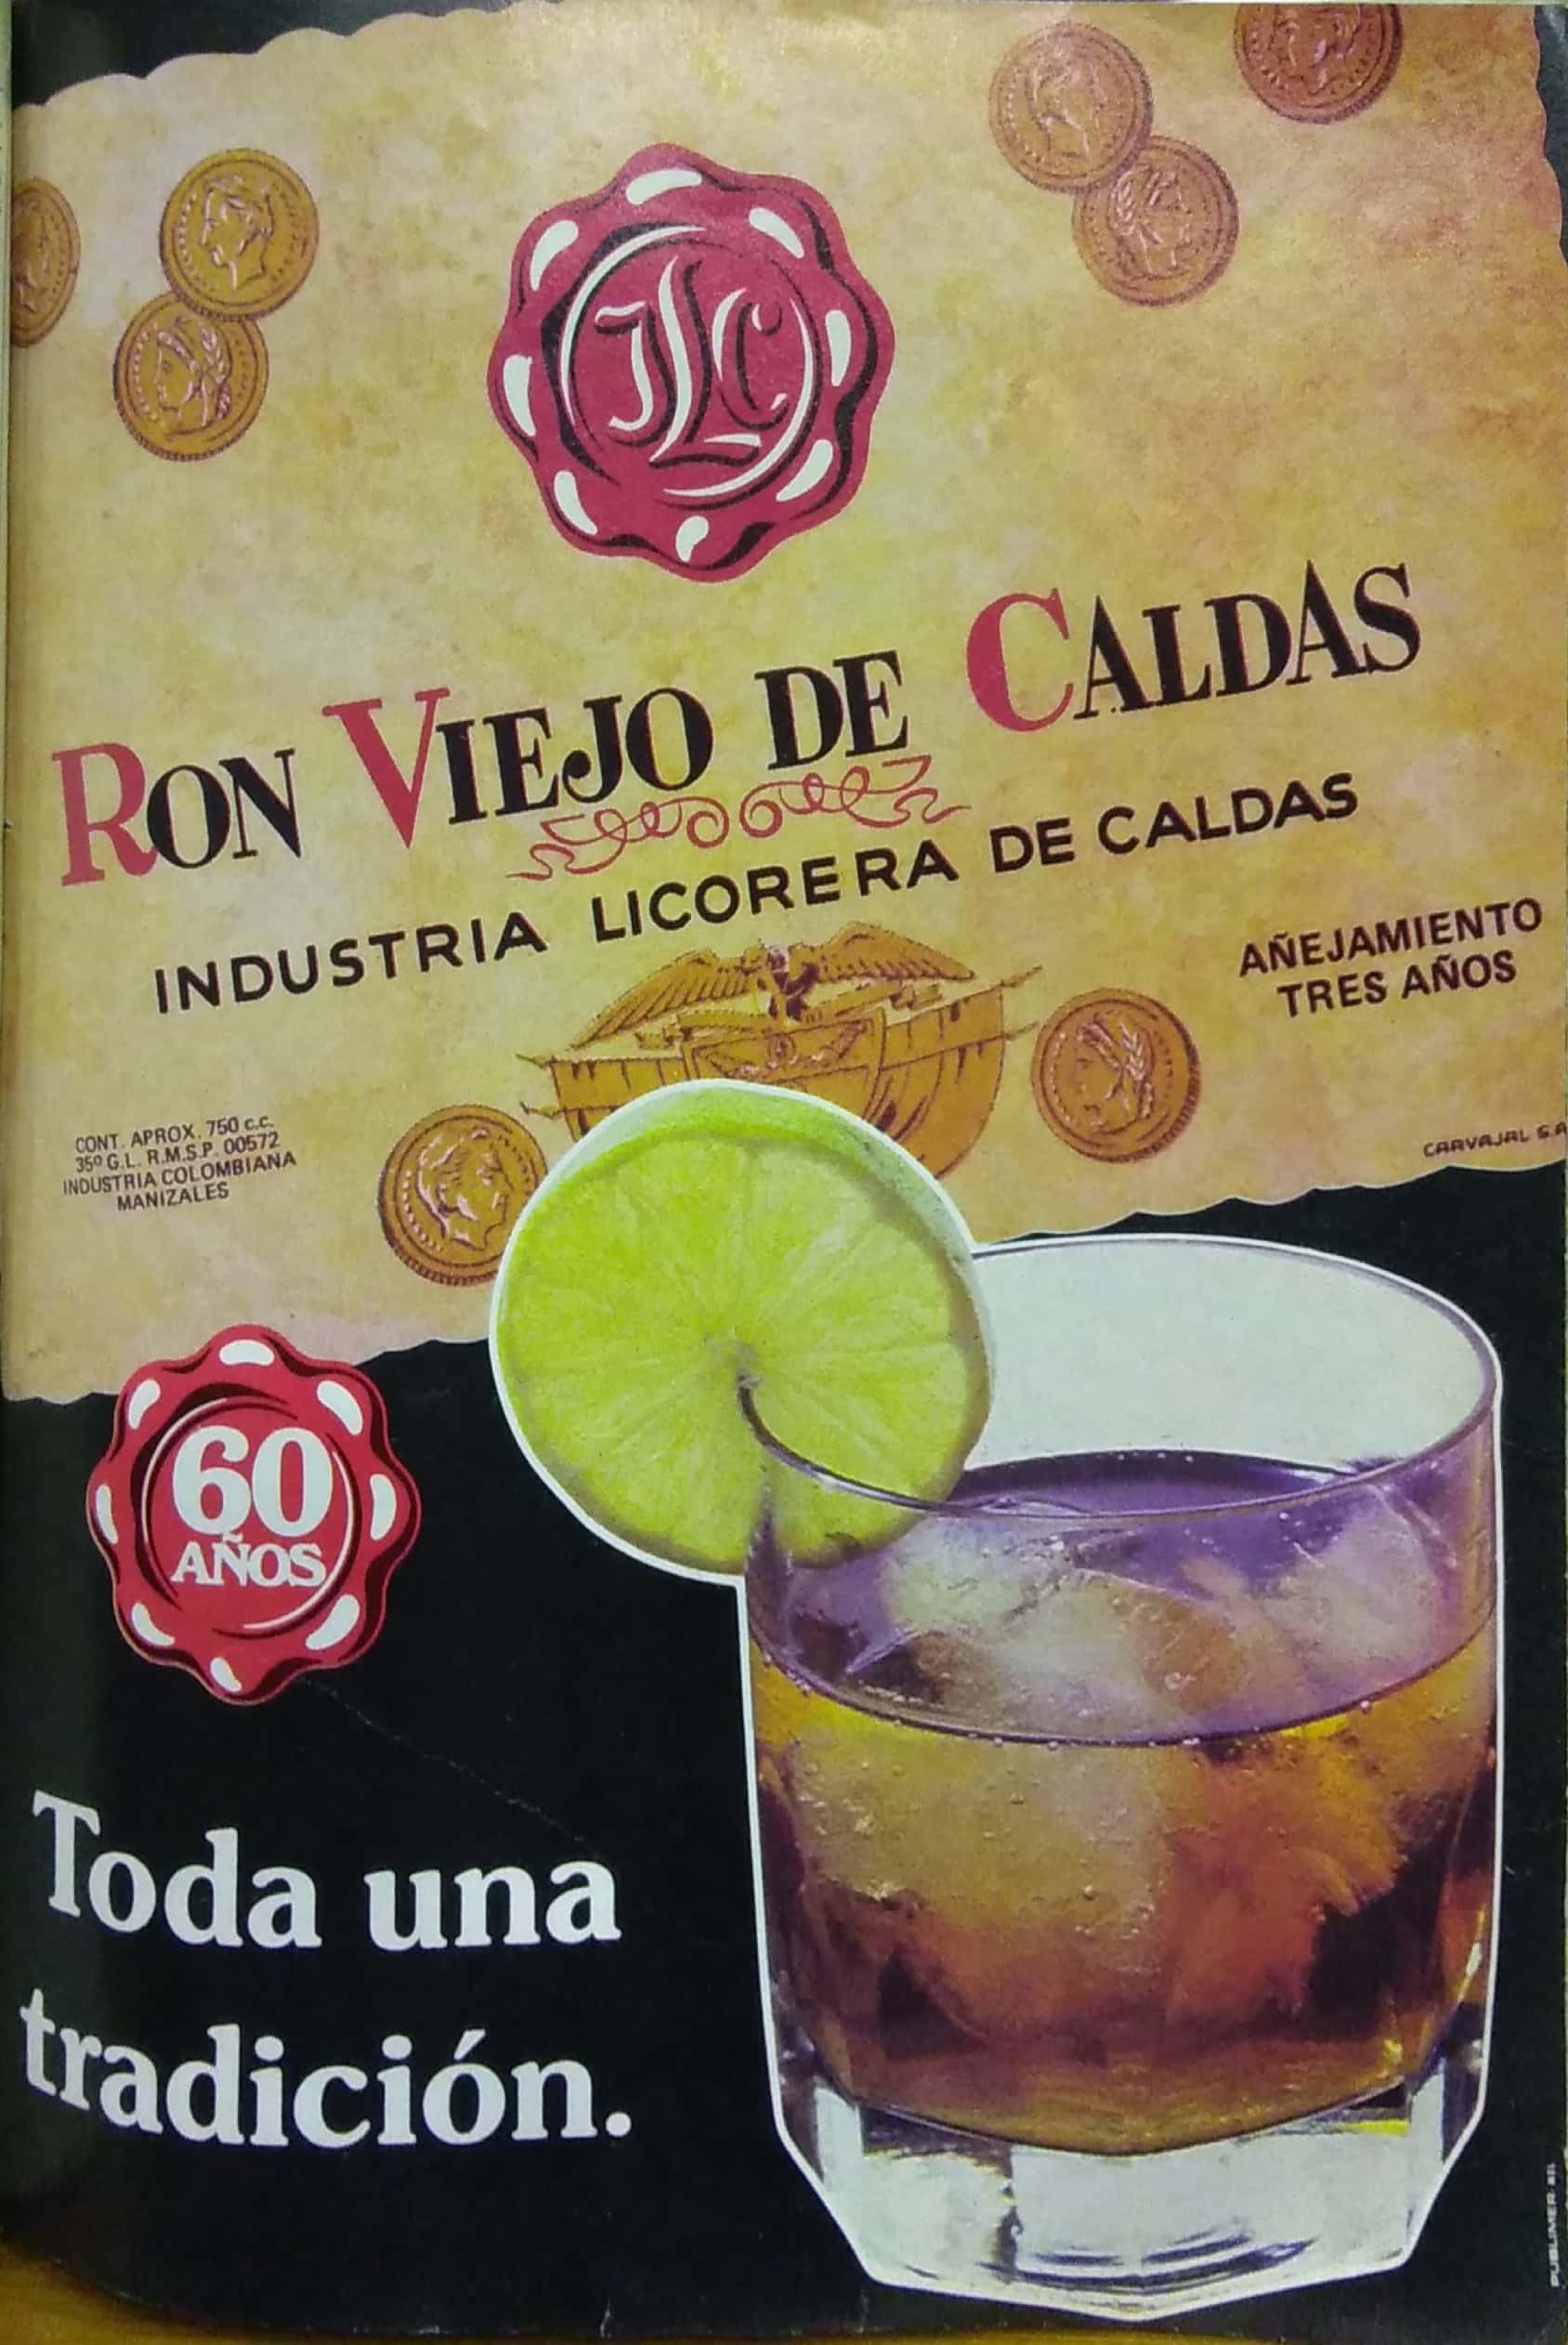 ILC
RON VIEJO DE CALDAS
INDUSTRIA LICORERA DE CALDAS
AÑEJAMIENTO
TRES AÑOS
CONT. APROX. 750 c.c.
35º G.L. R.M.S.P. 00572
INDUSTRIA COLOMBIANA
MANIZALES
CARVAJAL S.A
60
AÑOS
Toda una
tradición.